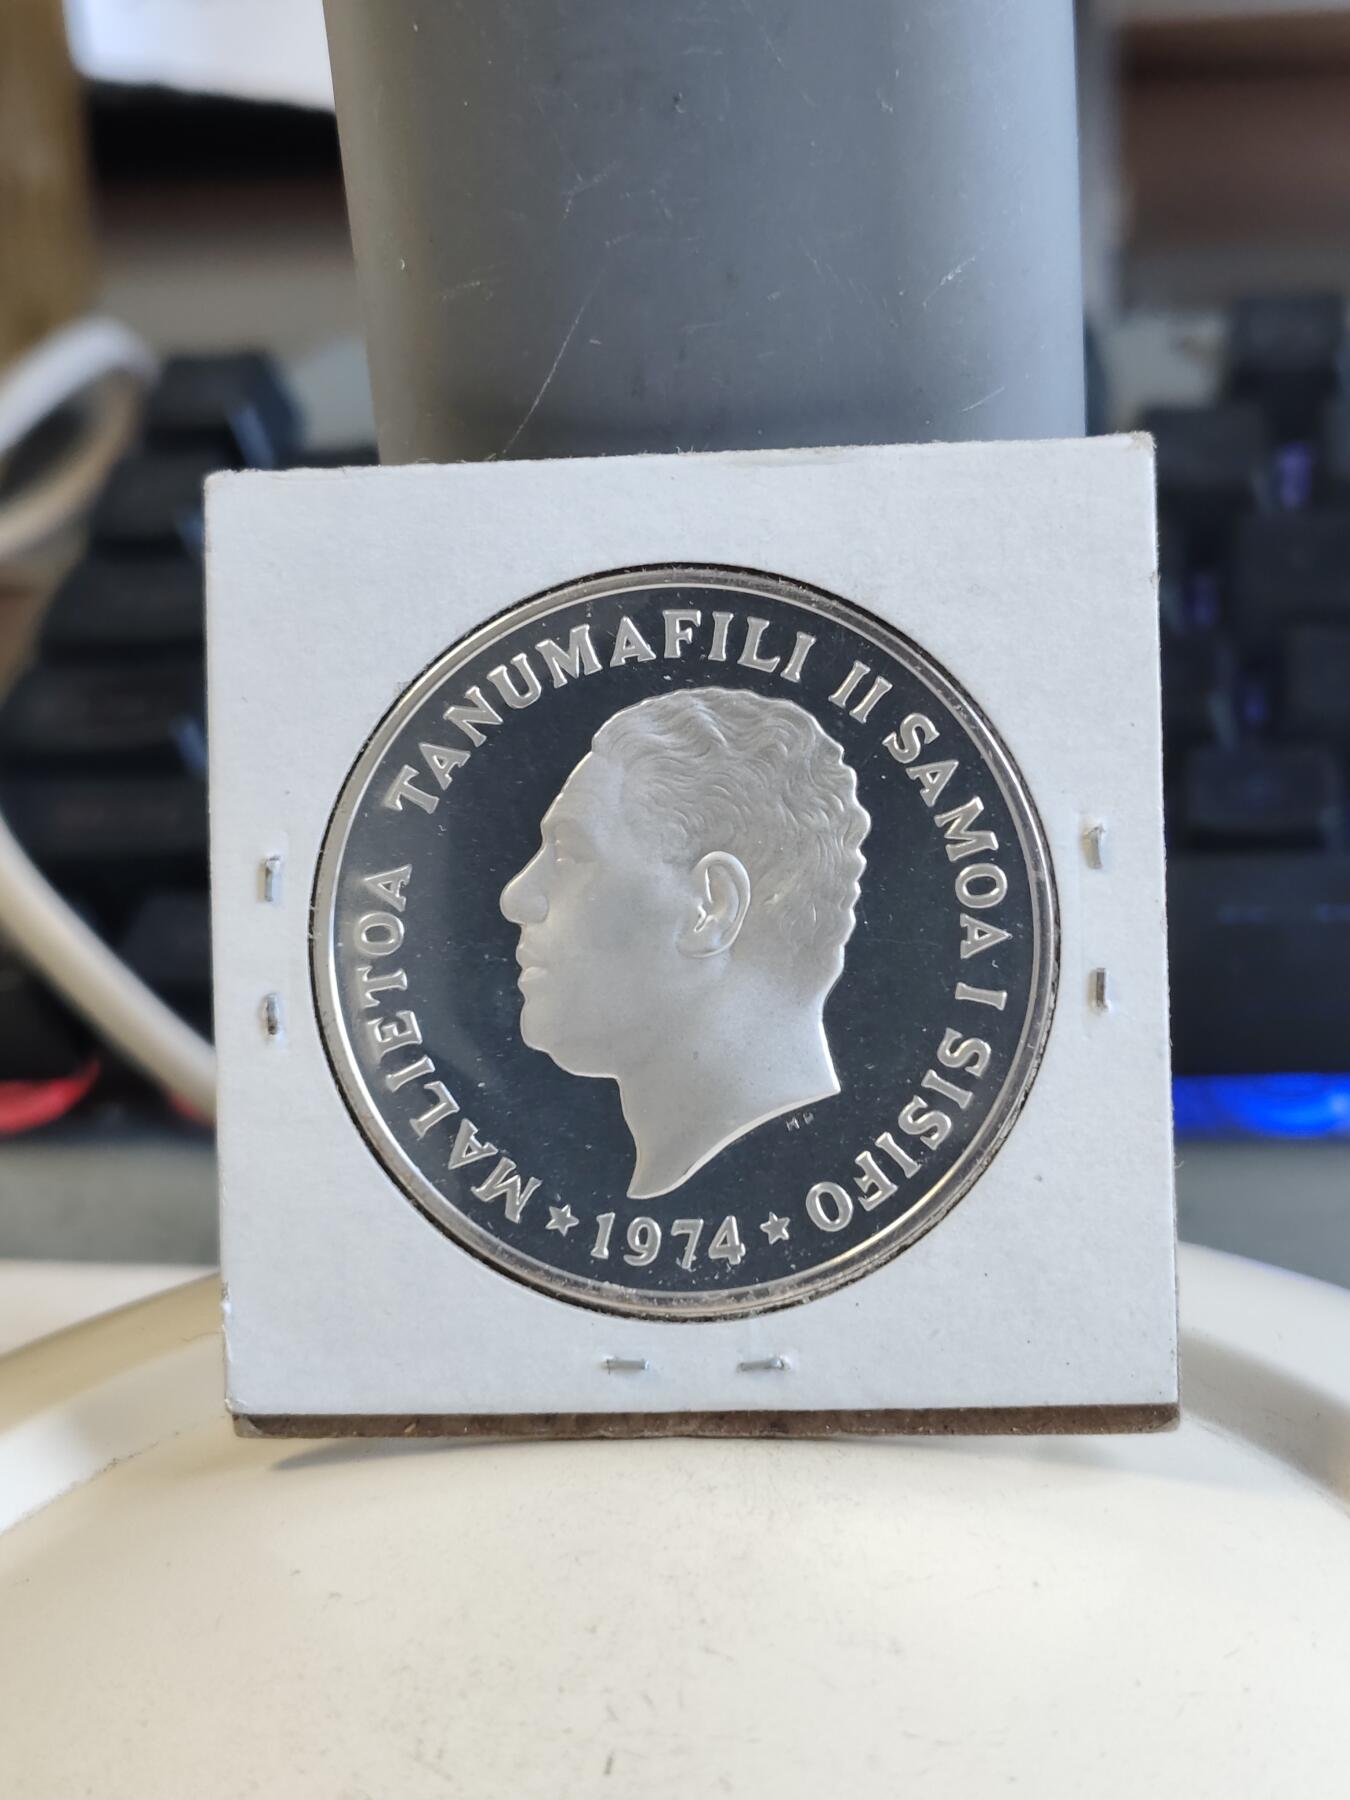 MALIETOA TANUMAFILI II SAMOA I SISIFO
★ 1974 ★